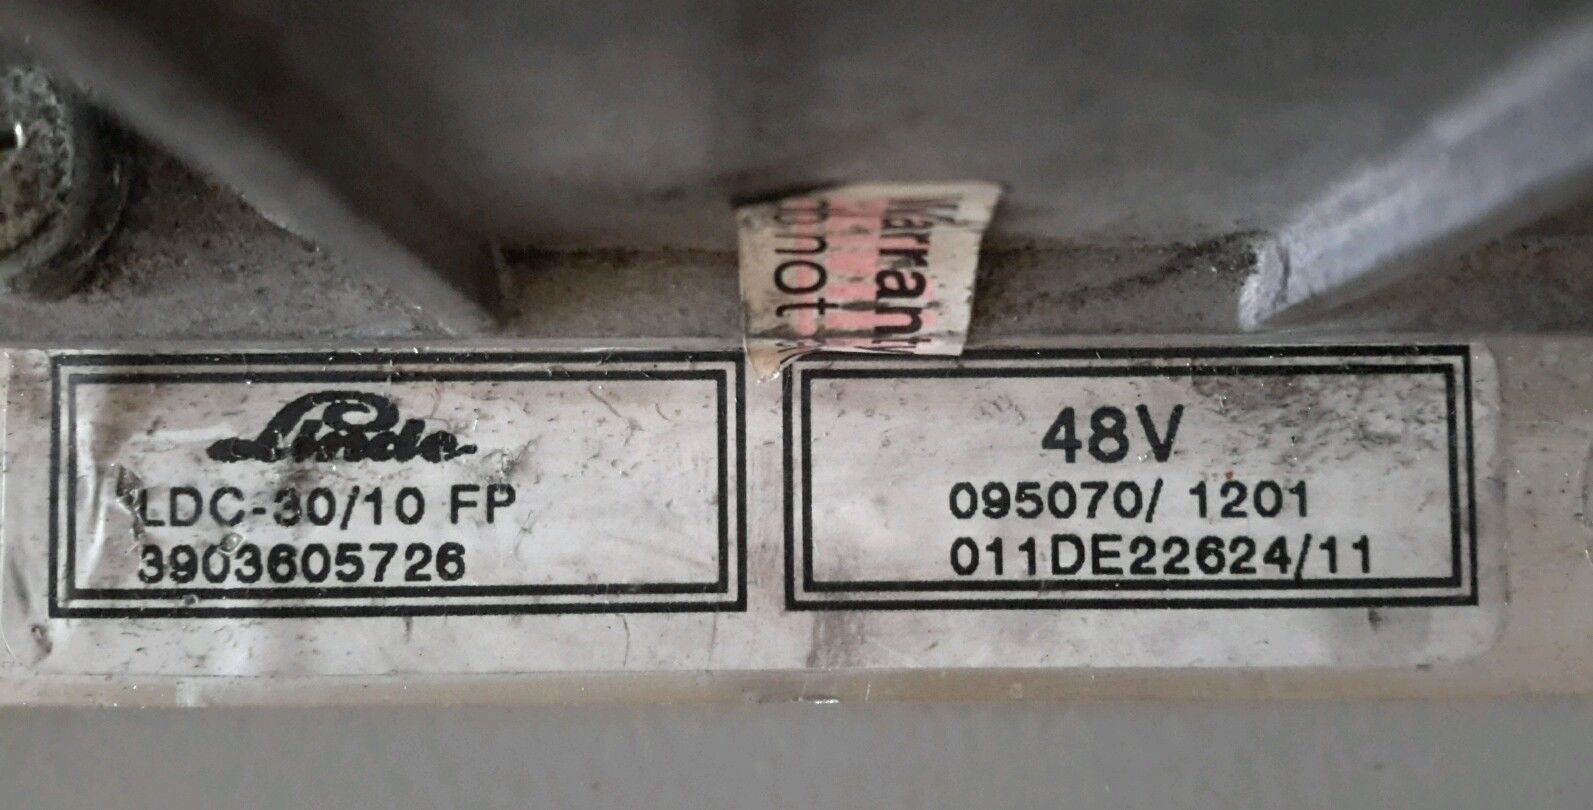 Warranty
do not
Linde
LDC-30/10 FP
3903605726
48V
095070/ 1201
011DE22624/11